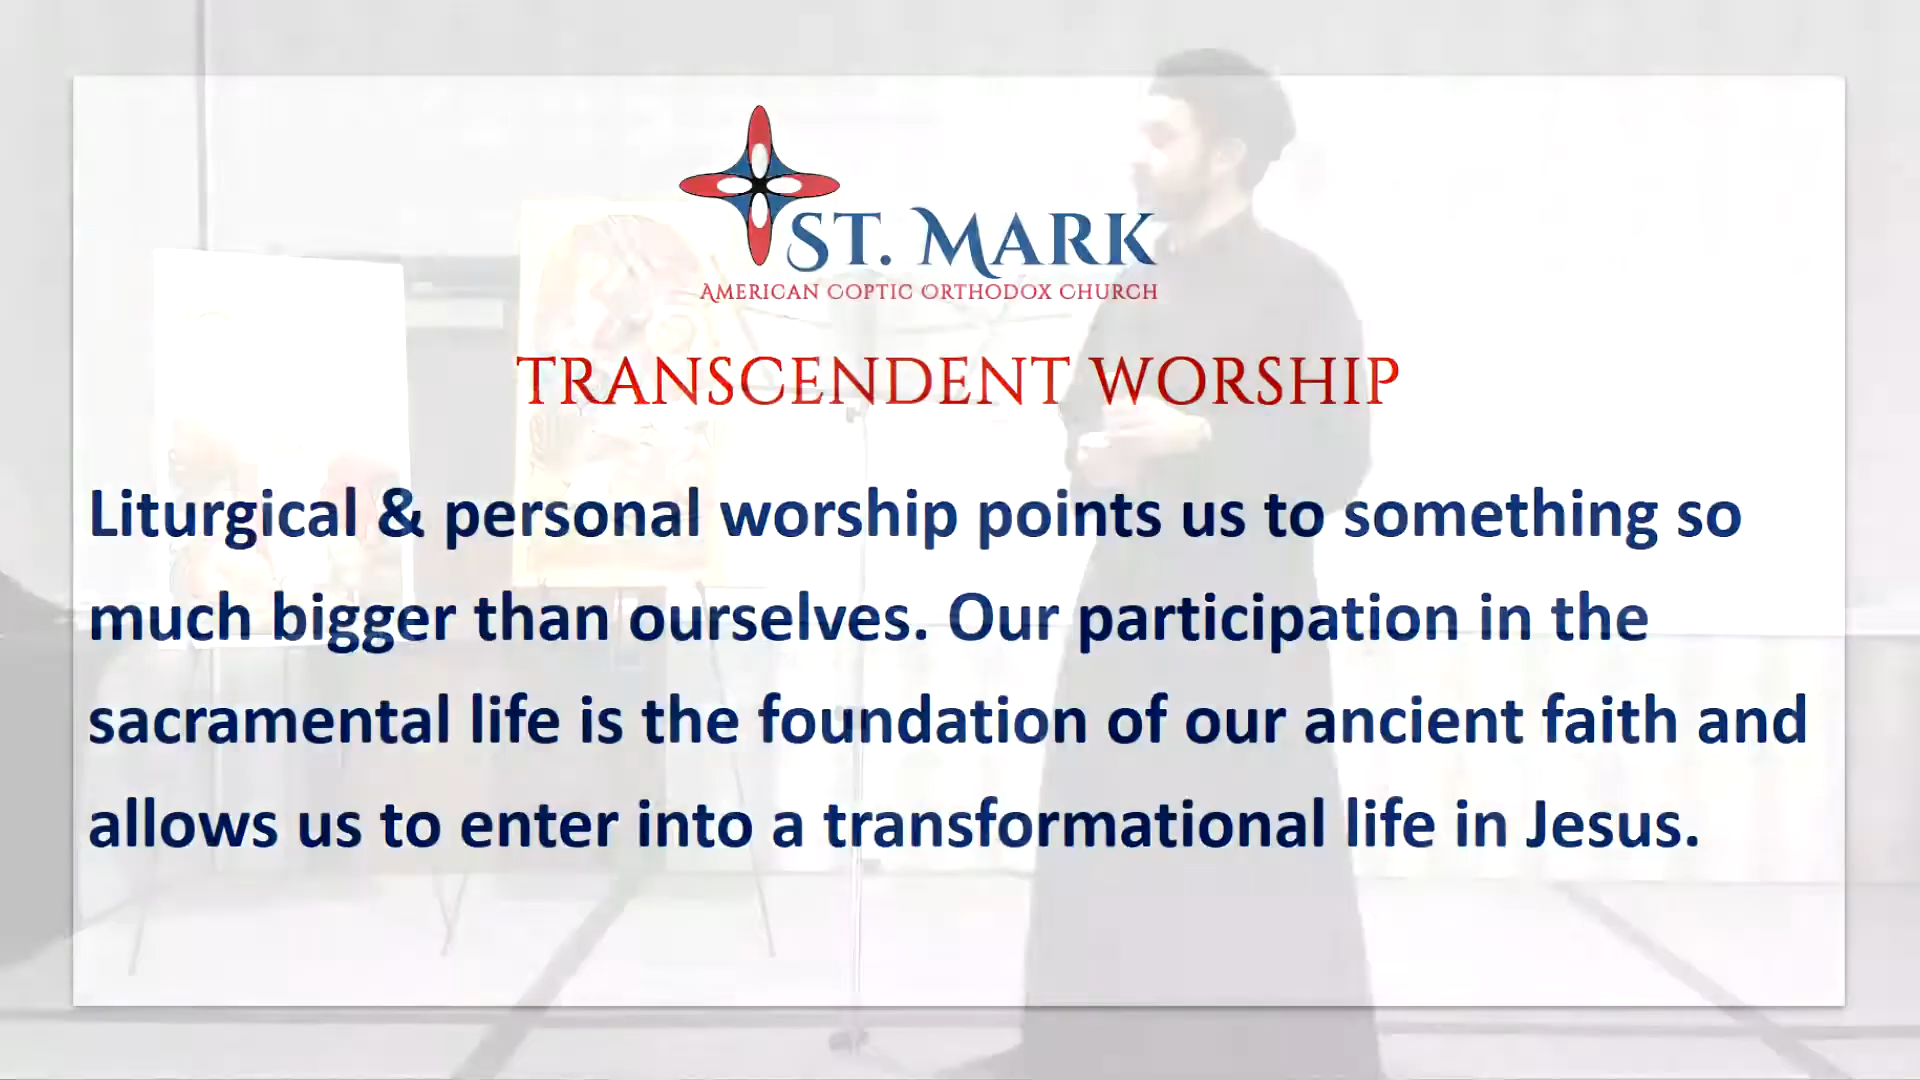 St. Mark
American Coptic Orthodox Church
Transcendent Worship
Liturgical & personal worship points us to something so
much bigger than ourselves. Our participation in the
sacramental life is the foundation of our ancient faith and
allows us to enter into a transformational life in Jesus.